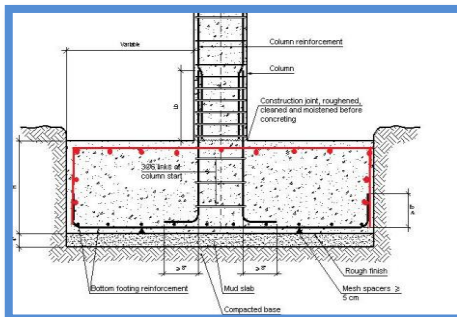 Variable
Column reinforcement
Column
Construction joint, roughened,
cleaned and moistened before
concreting
links at
column start
Rough finish
Bottom footing reinforcement
Mud slab
Mesh spacers ≥
5 cm
Compacted base